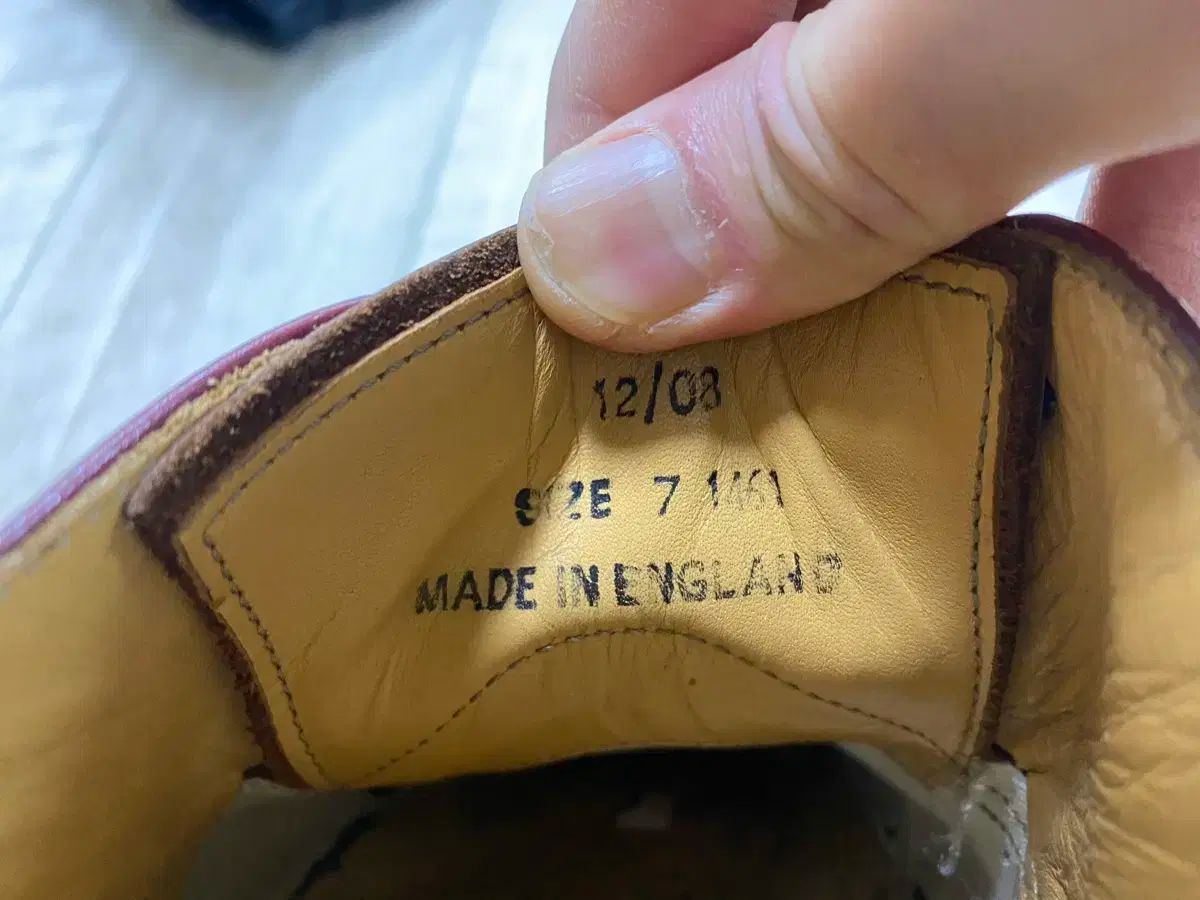 12/08
SIZE 7
MADE IN ENGLAND